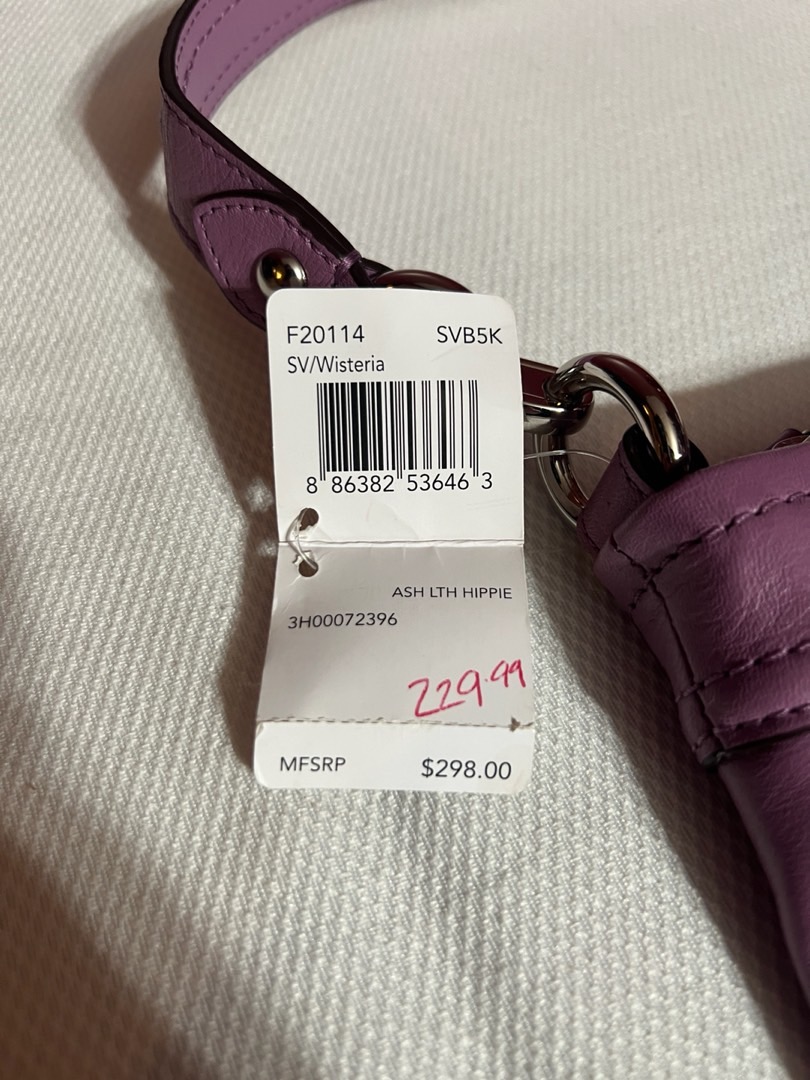 F20114 SVB5K
SV/Wisteria
8 86382 53646 3
ASH LTH HIPPIE
3H00072396
229.99
MFSRP $298.00